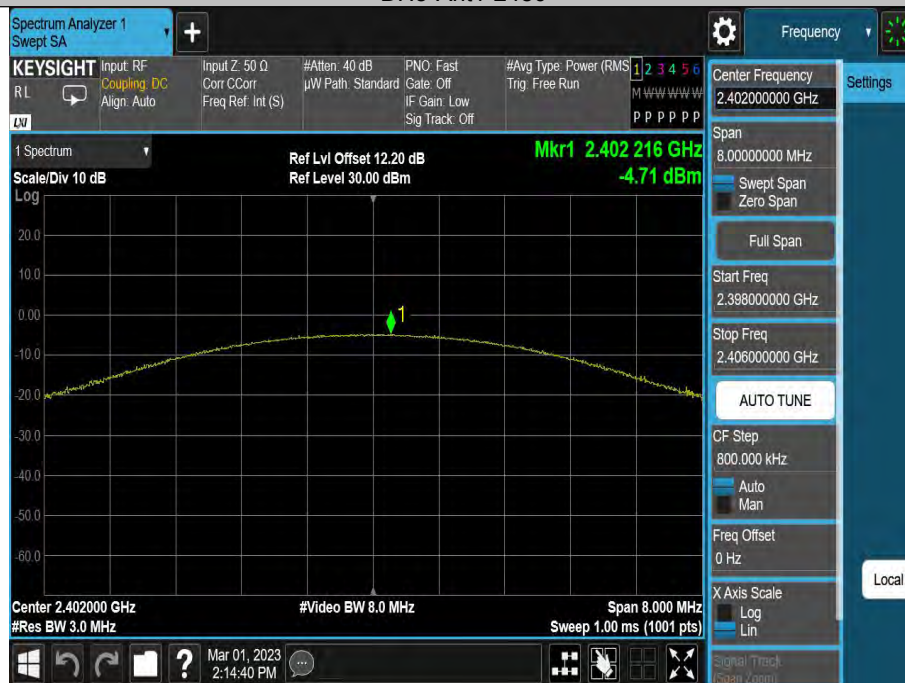 Spectrum Analyzer 1
Swept SA
+
Frequency
KEYSIGHT
RL
LXI
Input: RF
Coupling: DC
Align: Auto
Input Z: 50 Ω
Corr CCorr
Freq Ref: Int (S)
#Atten: 40 dB
µW Path: Standard
PNO: Fast
Gate: Off
IF Gain: Low
Sig Track: Off
#Avg Type: Power (RMS
Trig: Free Run
1 2 3 4 5 6
M W W W W W
P P P P P P
1 Spectrum
Scale/Div 10 dB
Log
Ref Lvl Offset 12.20 dB
Ref Level 30.00 dBm
Mkr1 2.402 216 GHz
-4.71 dBm
20.0
10.0
0.00
-10.0
-20.0
-30.0
-40.0
-50.0
-60.0
1
Center 2.402000 GHz
#Res BW 3.0 MHz
#Video BW 8.0 MHz
Span 8.000 MHz
Sweep 1.00 ms (1001 pts)
?
Mar 01, 2023
2:14:40 PM
Center Frequency
2.402000000 GHz
Span
8.00000000 MHz
Swept Span
Zero Span
Full Span
Start Freq
2.398000000 GHz
Stop Freq
2.406000000 GHz
AUTO TUNE
CF Step
800.000 kHz
Auto
Man
Freq Offset
0 Hz
X Axis Scale
Log
Lin
Signal Track
(Span Zoom)
Settings
Local